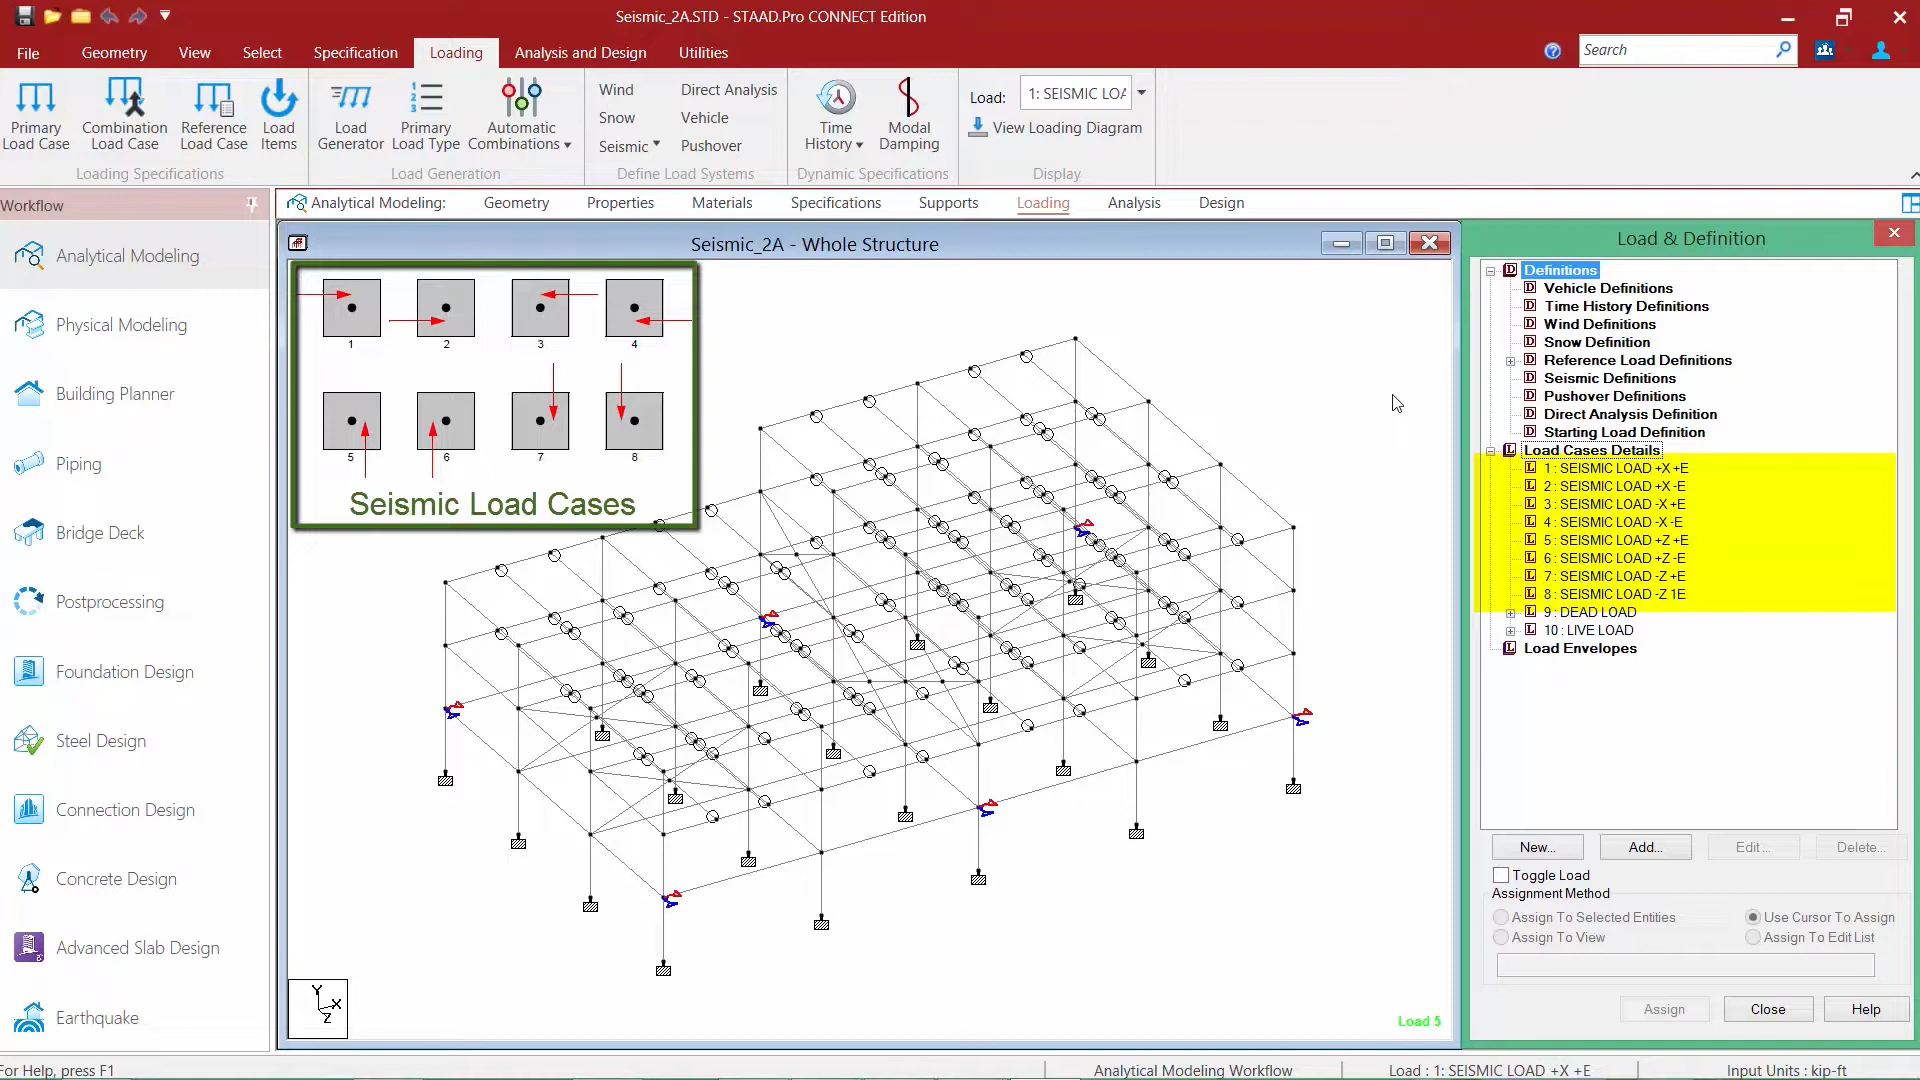 Seismic_2A.STD - STAAD.Pro CONNECT Edition
File Geometry View Select Specification Loading Analysis and Design Utilities Search
Primary Load Case
Combination Load Case
Reference Load Case
Load Items
Loading Specifications
Load Generator
Primary Load Type
Automatic Combinations
Load Generation
Wind Direct Analysis
Snow Vehicle
Seismic Pushover
Define Load Systems
Time History
Modal Damping
Dynamic Specifications
Load: 1: SEISMIC LOA
View Loading Diagram
Display
Workflow
Analytical Modeling: Geometry Properties Materials Specifications Supports Loading Analysis Design
Analytical Modeling
Physical Modeling
Building Planner
Piping
Bridge Deck
Postprocessing
Foundation Design
Steel Design
Connection Design
Concrete Design
Advanced Slab Design
Earthquake
Seismic_2A - Whole Structure
1 2 3 4
5 6 7 8
Seismic Load Cases
Y
X
Z
Load 5
Load & Definition
Definitions
Vehicle Definitions
Time History Definitions
Wind Definitions
Snow Definition
Reference Load Definitions
Seismic Definitions
Pushover Definitions
Direct Analysis Definition
Starting Load Definition
Load Cases Details
1 : SEISMIC LOAD +X +E
2 : SEISMIC LOAD +X -E
3 : SEISMIC LOAD -X +E
4 : SEISMIC LOAD -X -E
5 : SEISMIC LOAD +Z +E
6 : SEISMIC LOAD +Z -E
7 : SEISMIC LOAD -Z +E
8 : SEISMIC LOAD -Z 1E
9 : DEAD LOAD
10 : LIVE LOAD
Load Envelopes
New... Add... Edit... Delete...
Toggle Load
Assignment Method
Assign To Selected Entities Use Cursor To Assign
Assign To View Assign To Edit List
Assign Close Help
For Help, press F1 Analytical Modeling Workflow Load : 1: SEISMIC LOAD +X +E Input Units : kip-ft